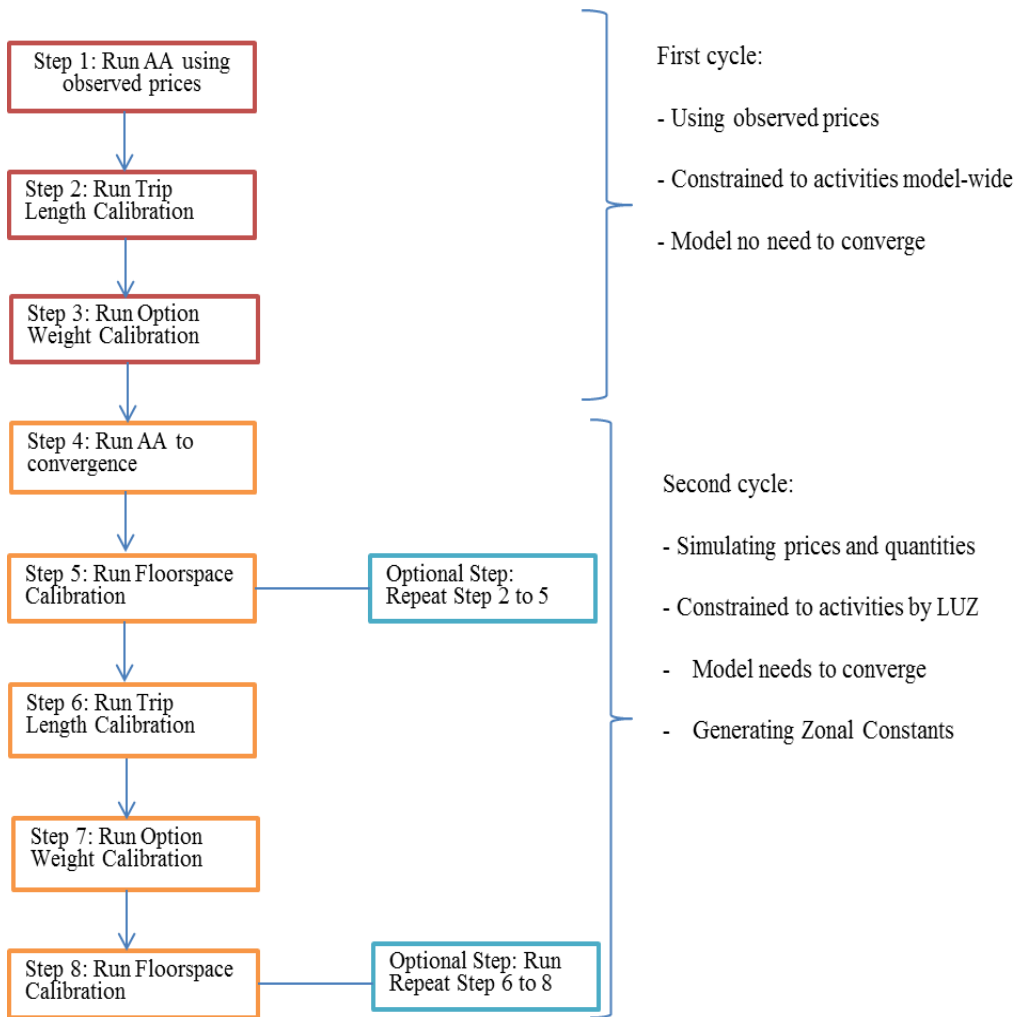 Step 1: Run AA using
observed prices
Step 2: Run Trip
Length Calibration
Step 3: Run Option
Weight Calibration
Step 4: Run AA to
convergence
Step 5: Run Floorspace
Calibration
Optional Step:
Repeat Step 2 to 5
Step 6: Run Trip
Length Calibration
Step 7: Run Option
Weight Calibration
Step 8: Run Floorspace
Calibration
Optional Step: Run
Repeat Step 6 to 8
First cycle:
- Using observed prices
- Constrained to activities model-wide
- Model no need to converge
Second cycle:
- Simulating prices and quantities
- Constrained to activities by LUZ
- Model needs to converge
- Generating Zonal Constants